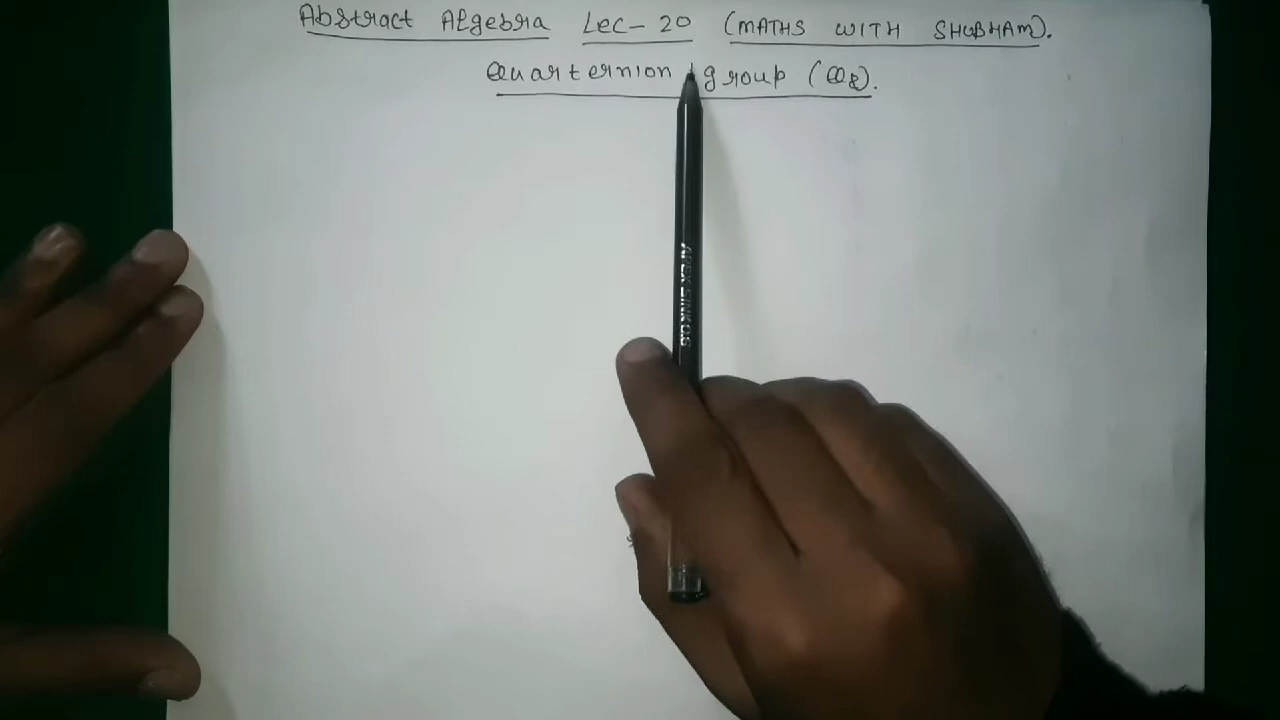 Abstract Algebra Lec-20 (MATHS WITH SHUBHAM).
Quarternion group (Q8).